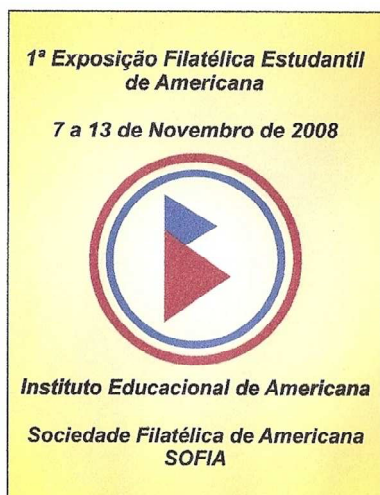 1ª Exposição Filatélica Estudantil
de Americana
7 a 13 de Novembro de 2008
Instituto Educacional de Americana
Sociedade Filatélica de Americana
SOFIA